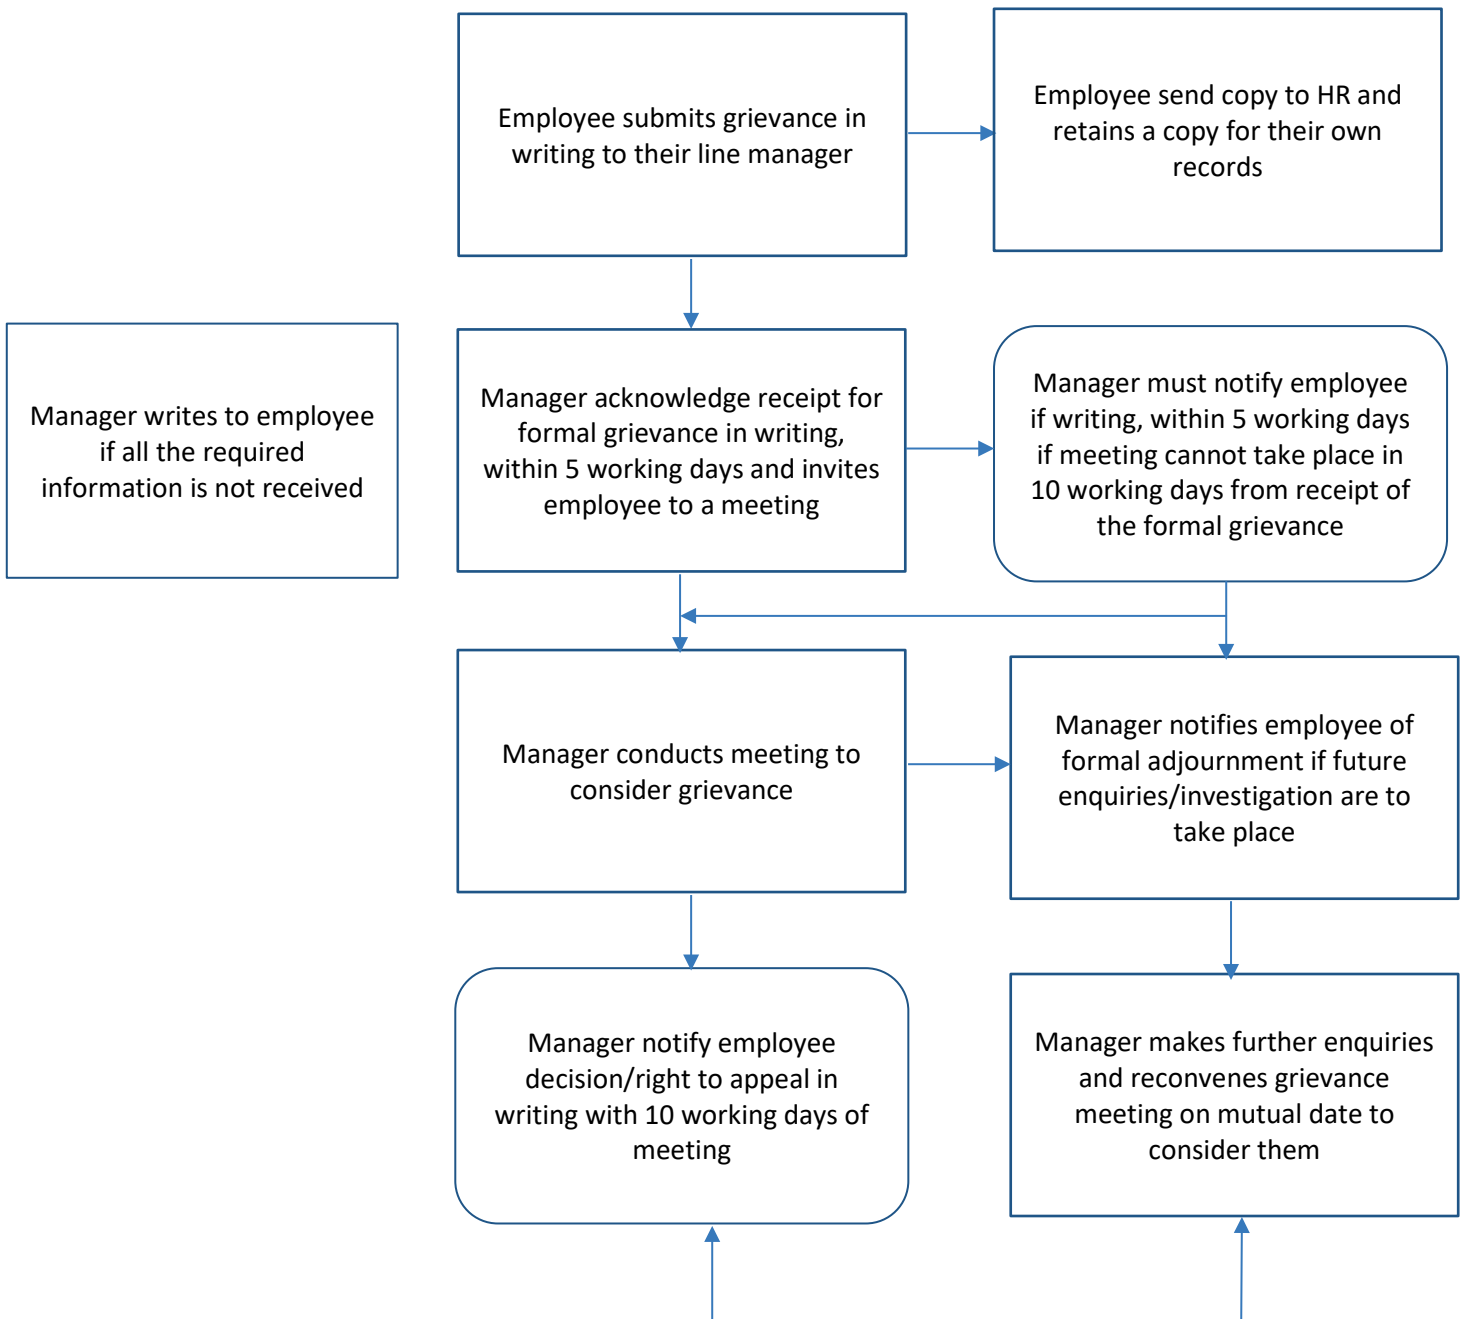 Employee submits grievance in
writing to their line manager
Employee send copy to HR and
retains a copy for their own
records
Manager writes to employee
if all the required
information is not received
Manager acknowledge receipt for
formal grievance in writing,
within 5 working days and invites
employee to a meeting
Manager must notify employee
if writing, within 5 working days
if meeting cannot take place in
10 working days from receipt of
the formal grievance
Manager conducts meeting to
consider grievance
Manager notifies employee of
formal adjournment if future
enquiries/investigation are to
take place
Manager notify employee
decision/right to appeal in
writing with 10 working days of
meeting
Manager makes further enquiries
and reconvenes grievance
meeting on mutual date to
consider them